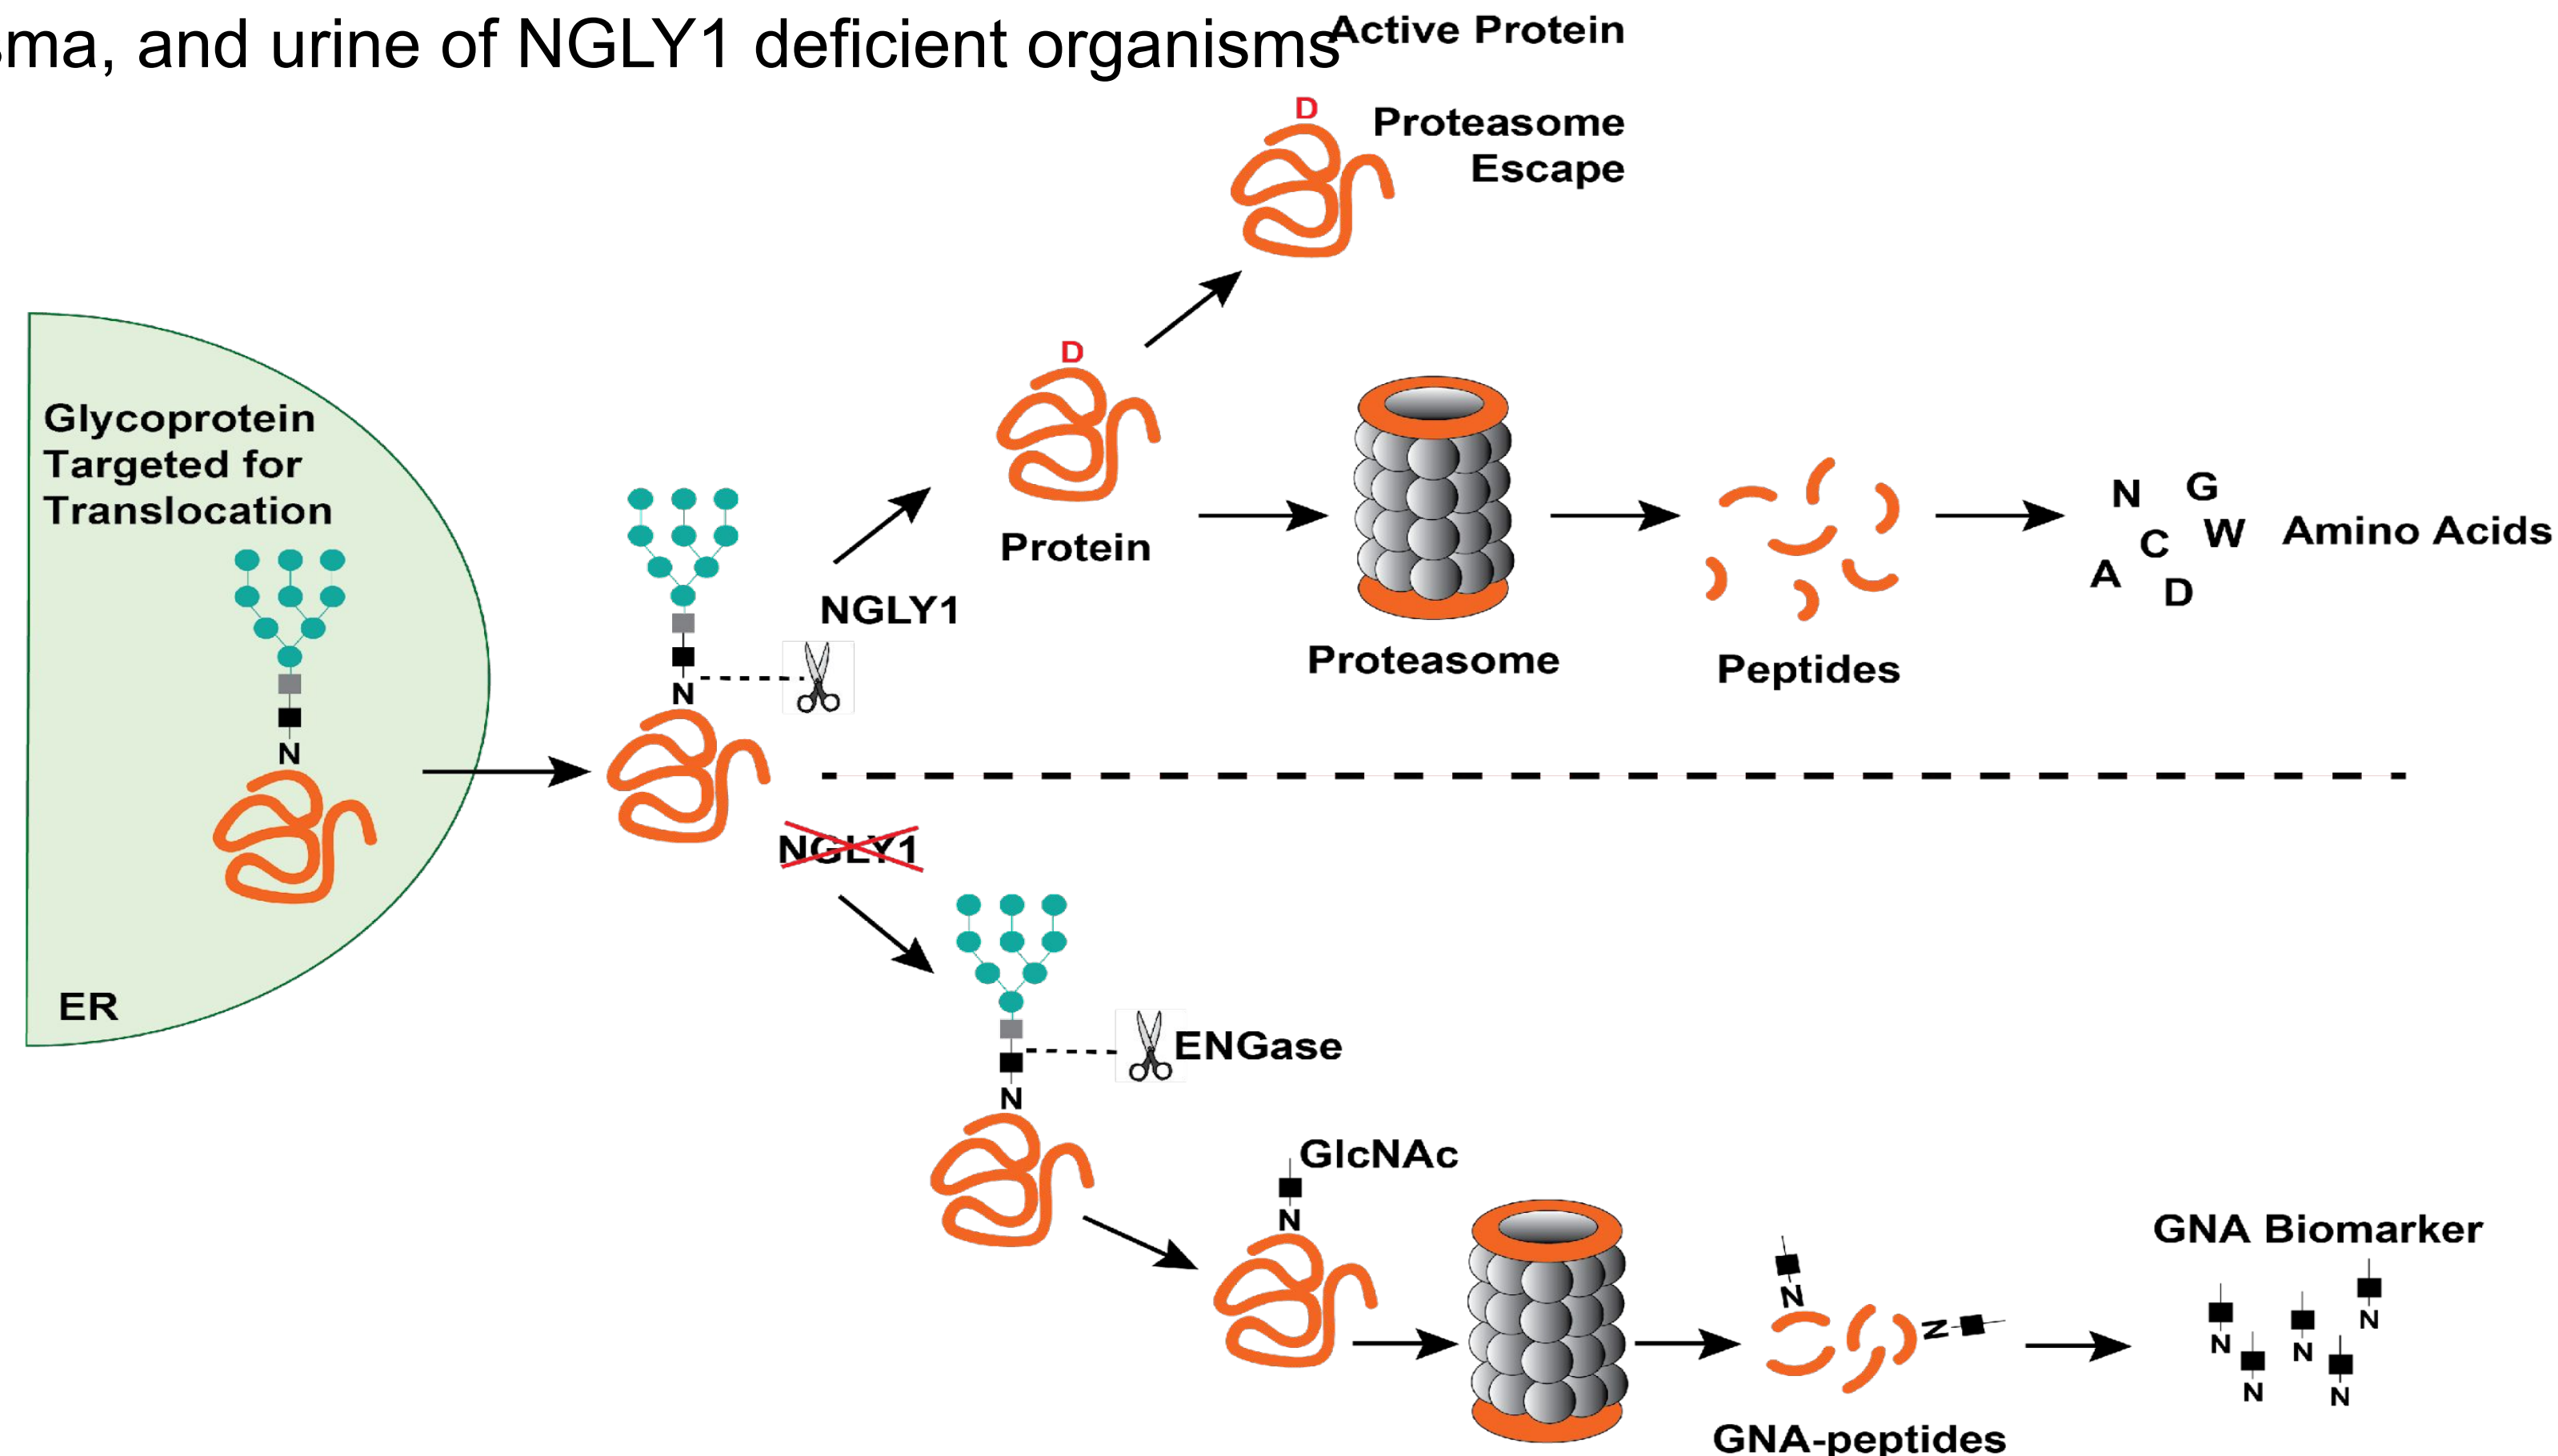 and urine of NGLY1 deficient organisms
Active Protein
D
Proteasome
Escape
D
Protein
Glycoprotein
Targeted for
Translocation
N
ER
N
NGLY1
Proteasome
Peptides
N G
C W
A D
Amino Acids
NGLY1
ENGase
N
GlcNAc
N
N
N
GNA-peptides
GNA Biomarker
N
N
N
N
N